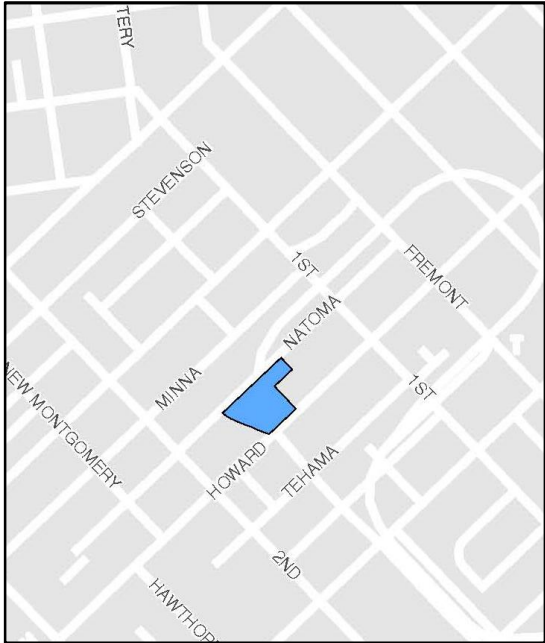 TERY
STEVENSON
1ST
FREMONT
NATOMA
MINNA
1ST
NEW MONTGOMERY
HOWARD
TEHAMA
2ND
HAWTHOR